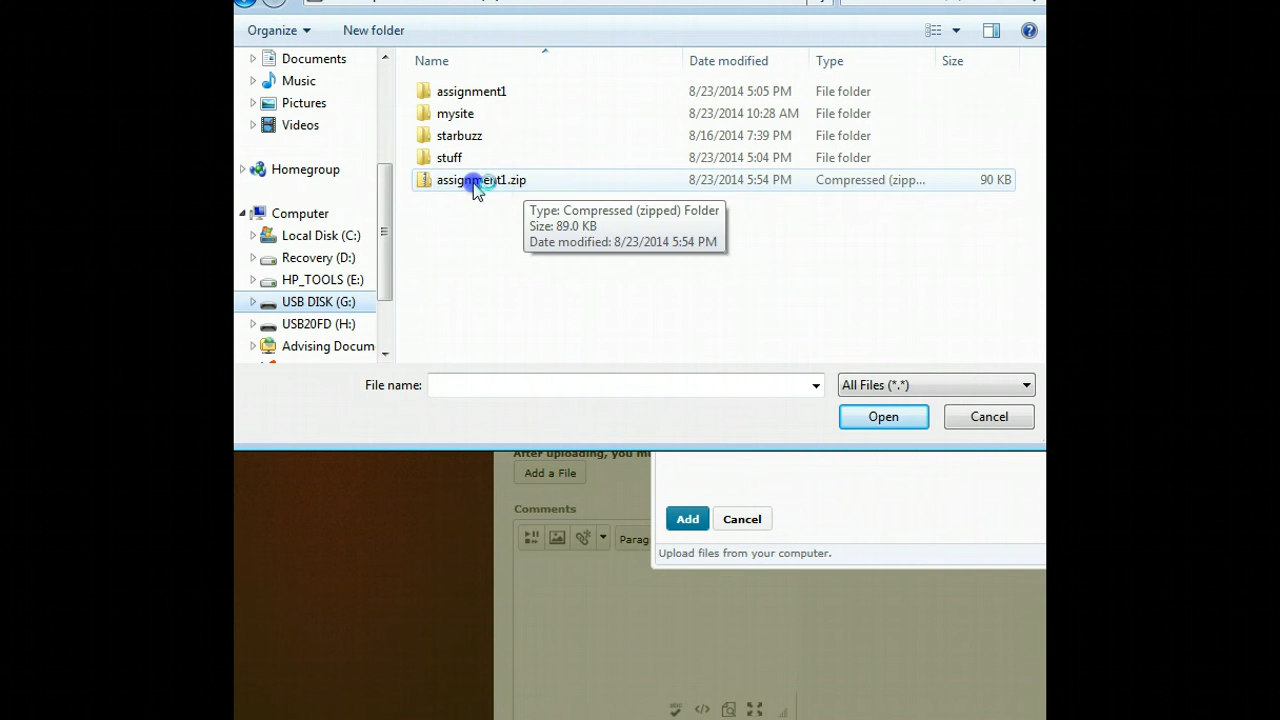 Organize
New folder
Name
Date modified
Type
Size
Documents
Music
Pictures
Videos
Homegroup
Computer
Local Disk (C:)
Recovery (D:)
HP_TOOLS (E:)
USB DISK (G:)
USB20FD (H:)
Advising Docum
assignment1 8/23/2014 5:05 PM File folder
mysite 8/23/2014 10:28 AM File folder
starbuzz 8/16/2014 7:39 PM File folder
stuff 8/23/2014 5:04 PM File folder
assignment1.zip 8/23/2014 5:54 PM Compressed (zipp... 90 KB
Type: Compressed (zipped) Folder
Size: 89.0 KB
Date modified: 8/23/2014 5:54 PM
File name:
All Files (*.*)
Open
Cancel
After uploading, you mu
Add a File
Comments
Parag
Add
Cancel
Upload files from your computer.